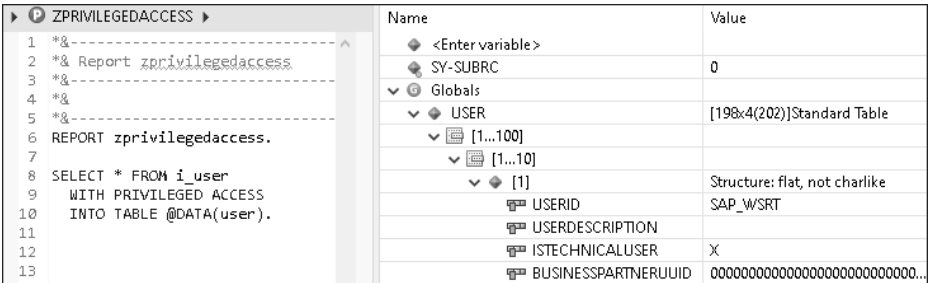 ZPRIVILEGEDACCESS
1 *&---------------------------------
2 *& Report zprivilegedaccess
3 *&---------------------------------
4 *&
5 *&---------------------------------
6 REPORT zprivilegedaccess.
7
8 SELECT * FROM i_user
9 WITH PRIVILEGED ACCESS
10 INTO TABLE @DATA(user).
11
12
13
Name Value
<Enter variable>
SY-SUBRC 0
G Globals
USER [198x4(202)]Standard Table
[1...100]
[1...10]
[1] Structure: flat, not charlike
USERID SAP_WSRT
USERDESCRIPTION
ISTECHNICALUSER X
BUSINESSPARTNERUUID 00000000000000000000000000...